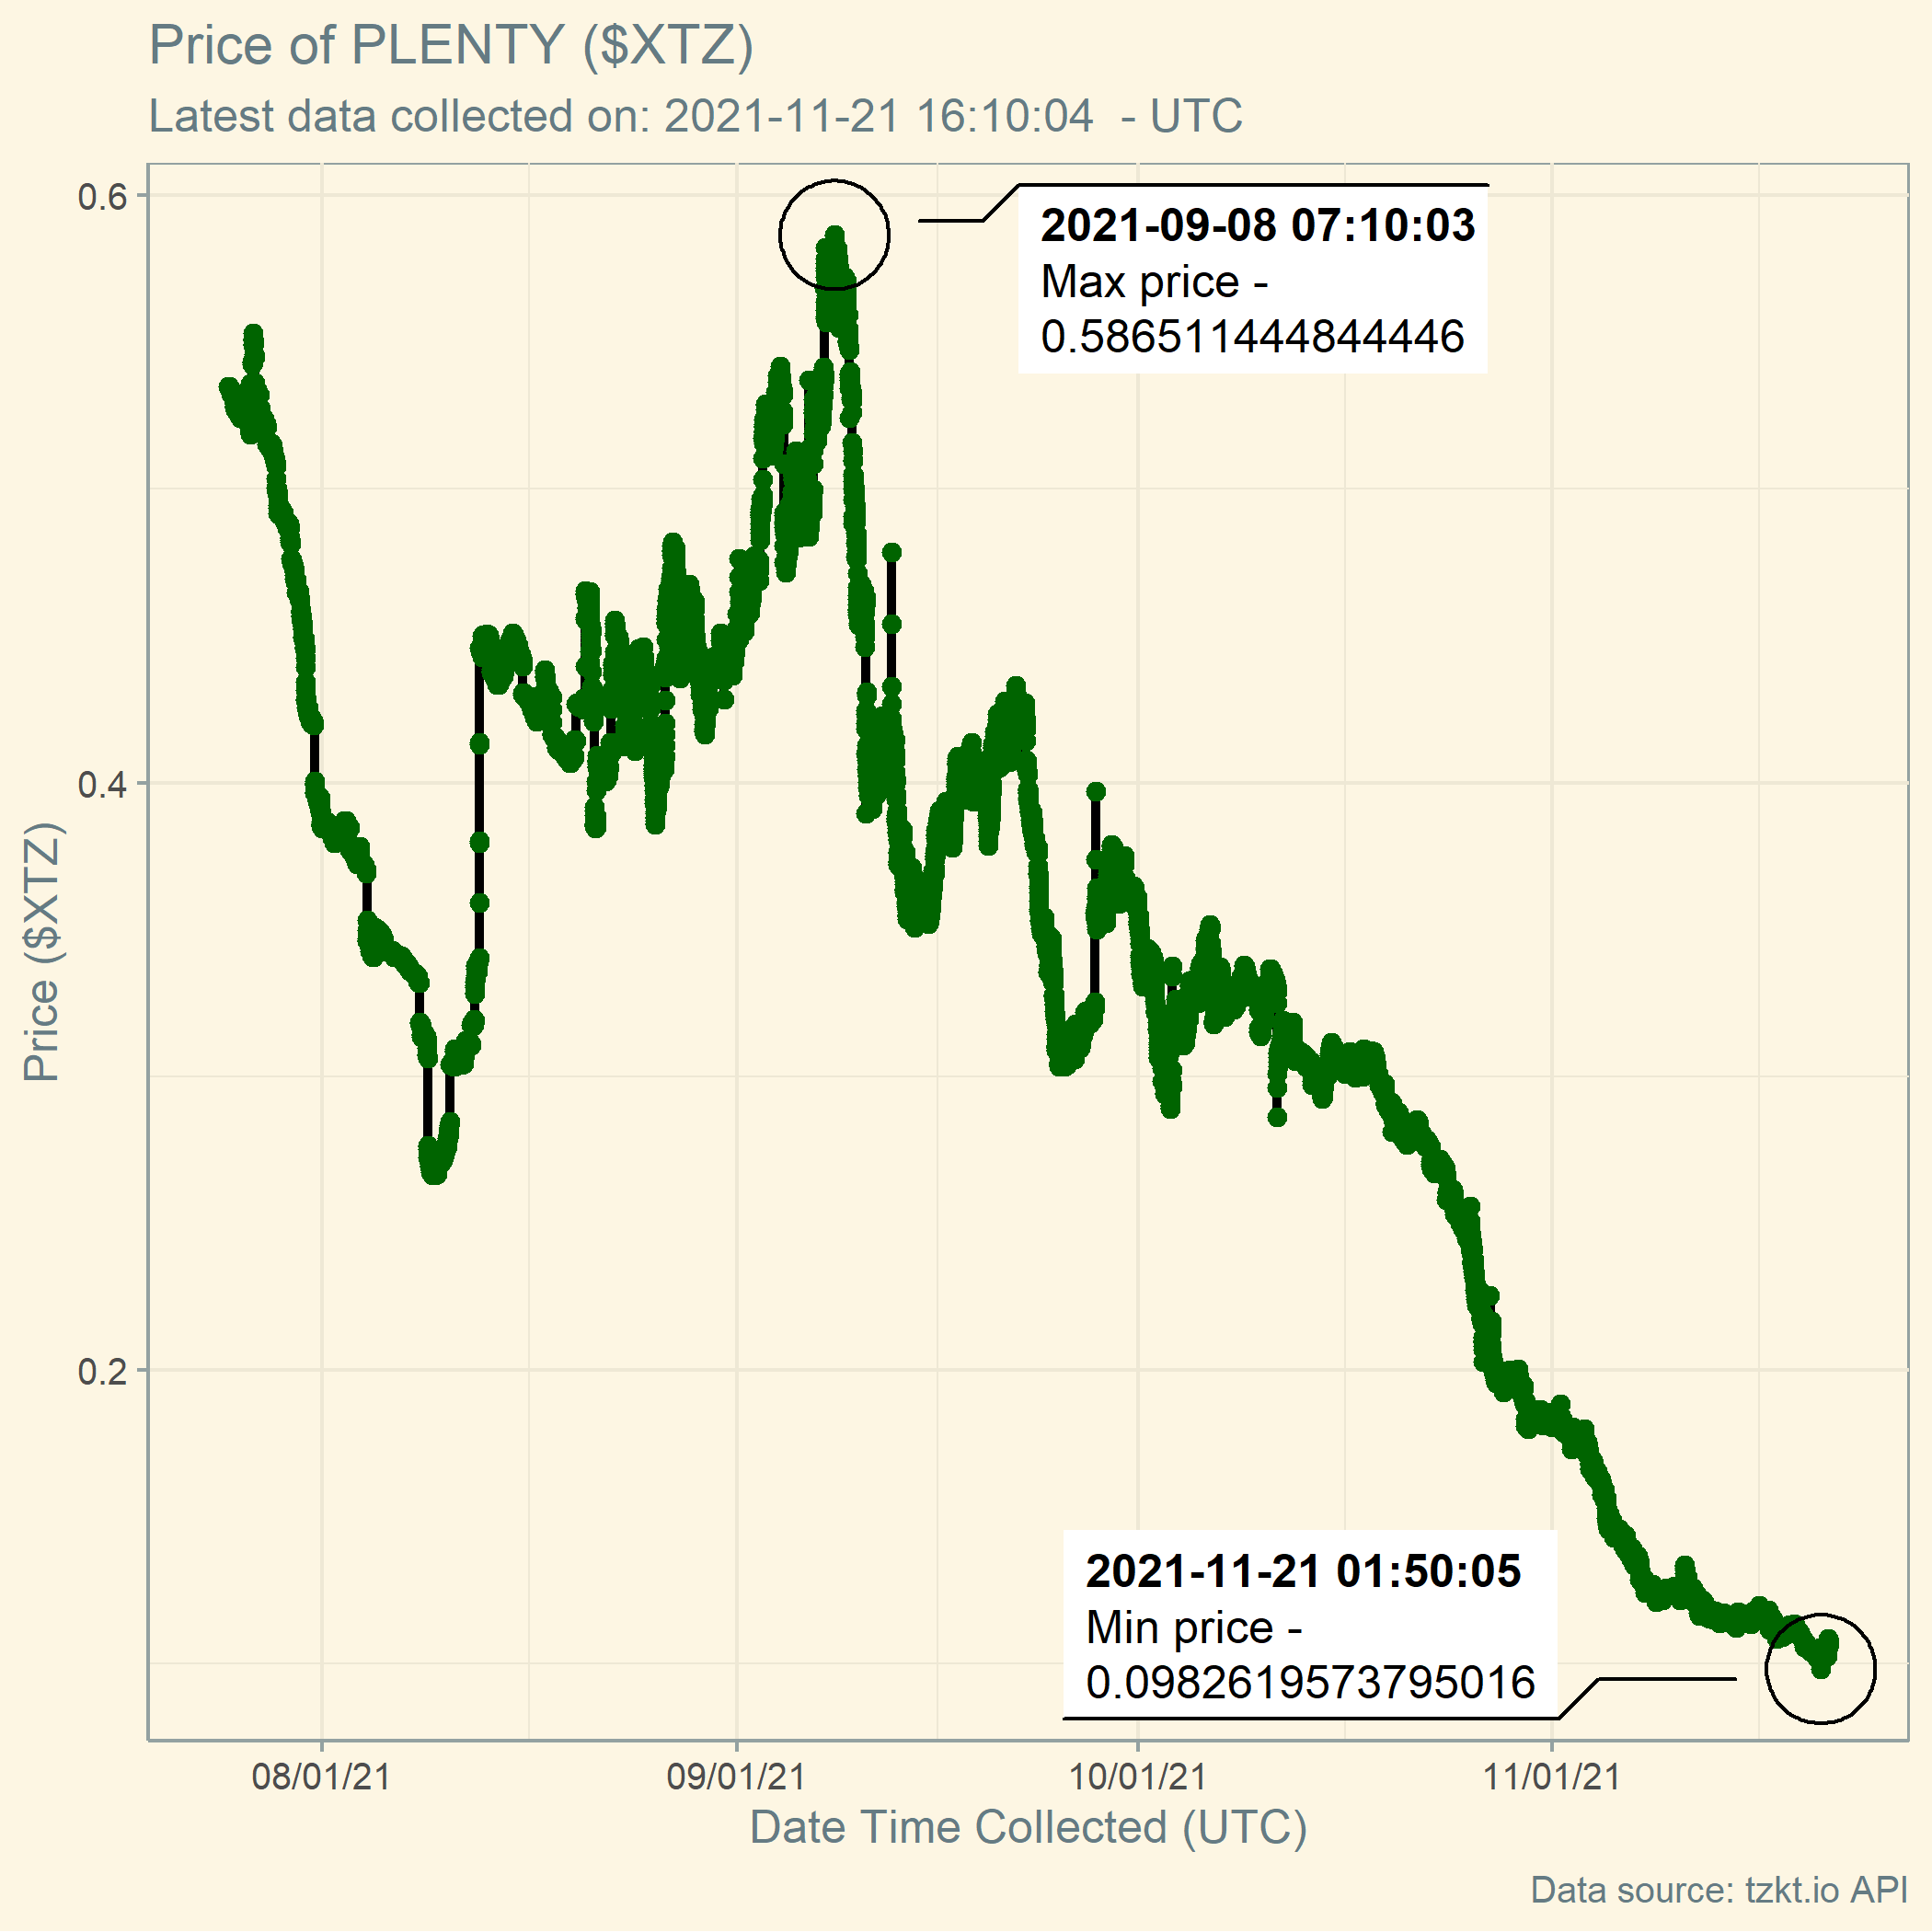 Price of PLENTY ($XTZ)
Latest data collected on: 2021-11-21 16:10:04  - UTC
0.6
2021-09-08 07:10:03
Max price -
0.586511444844446
0.4
Price ($XTZ)
0.2
2021-11-21 01:50:05
Min price -
0.0982619573795016
08/01/21
09/01/21
10/01/21
11/01/21
Date Time Collected (UTC)
Data source: tzkt.io API